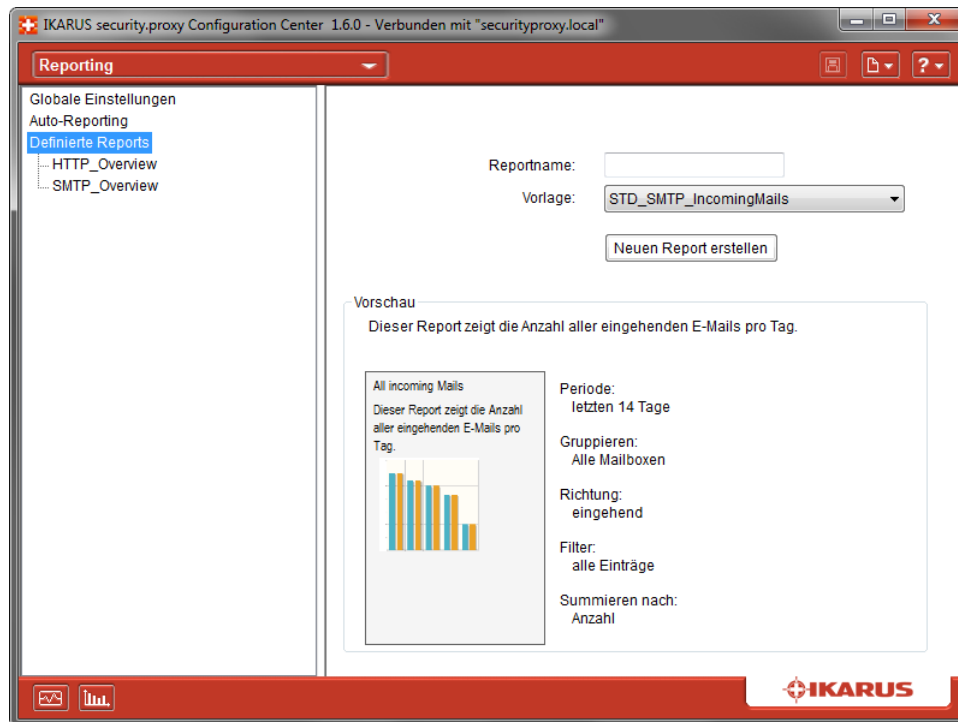 IKARUS security.proxy Configuration Center 1.6.0 - Verbunden mit "securityproxy.local"
Reporting
?
Globale Einstellungen
Auto-Reporting
Definierte Reports
HTTP_Overview
SMTP_Overview
Reportname:
Vorlage:
STD_SMTP_IncomingMails
Neuen Report erstellen
Vorschau
Dieser Report zeigt die Anzahl aller eingehenden E-Mails pro Tag.
All incoming Mails
Dieser Report zeigt die Anzahl
aller eingehenden E-Mails pro
Tag.
Periode:
letzten 14 Tage
Gruppieren:
Alle Mailboxen
Richtung:
eingehend
Filter:
alle Einträge
Summieren nach:
Anzahl
IKARUS